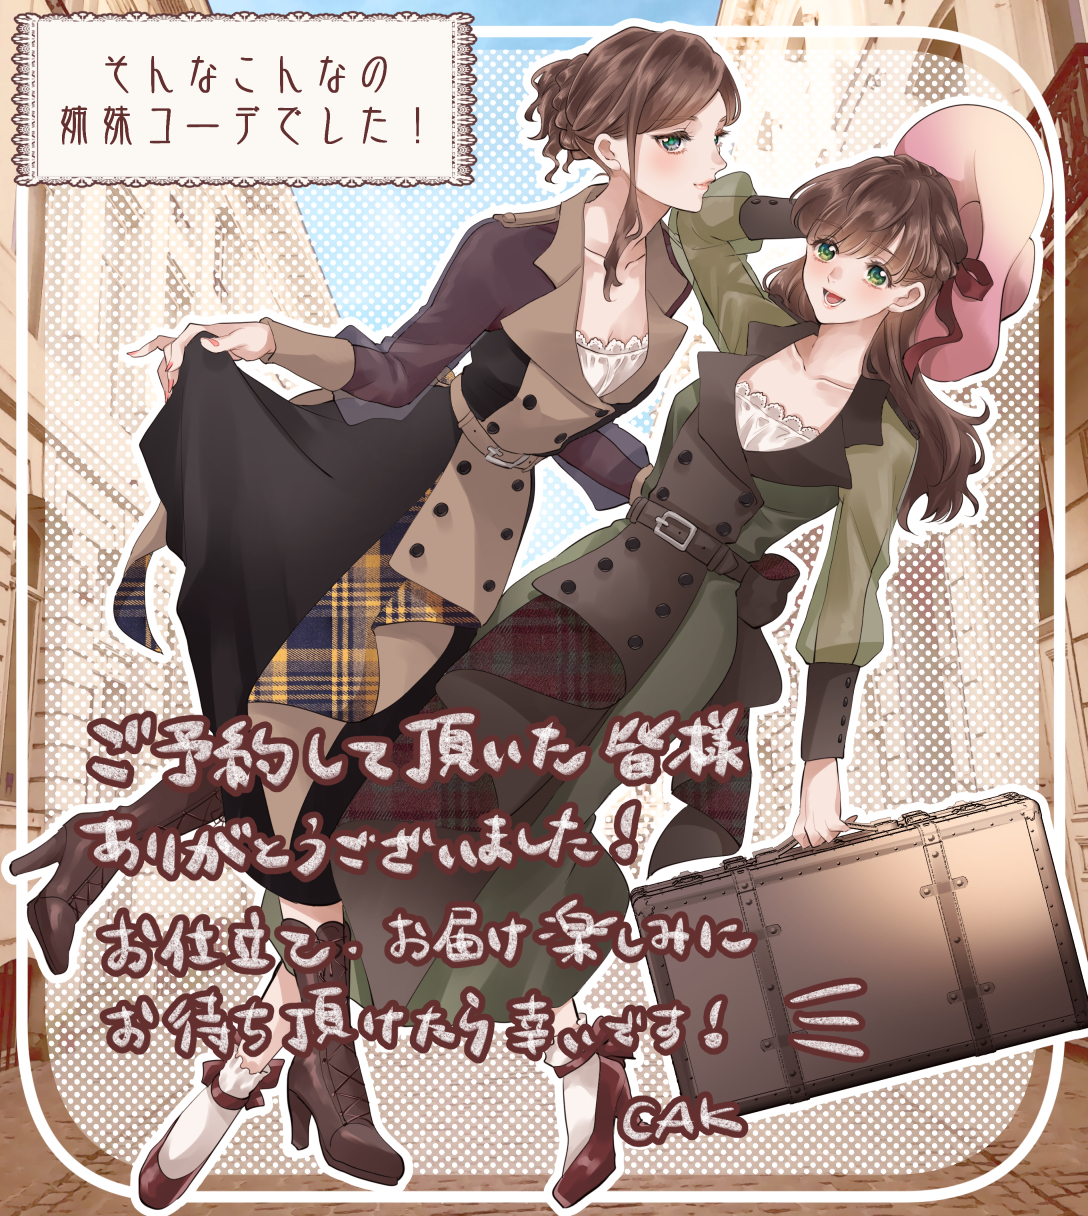 そんなこんなの
姉妹コーデでした！
ご予約して頂いた皆様
ありがとうございました！
お仕立て・お届け楽しみに
お待ち頂けたら幸いです！
CAK